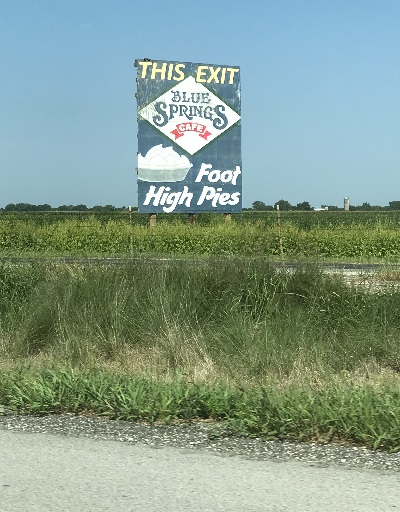 THIS EXIT
BLUE
SPRINGS
CAFE
Foot
High Pies